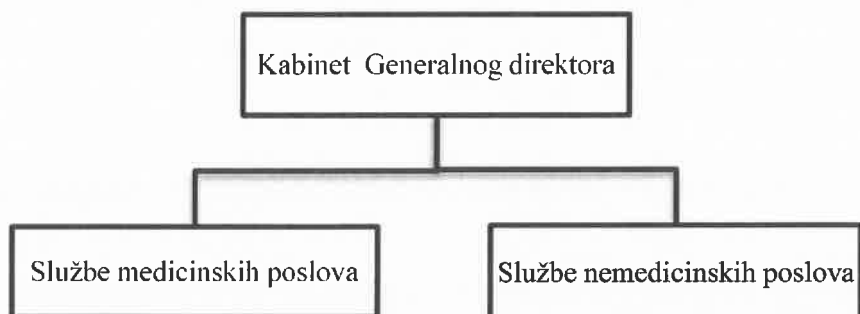 Kabinet Generalnog direktora
Službe medicinskih poslova
Službe nemedicinskih poslova